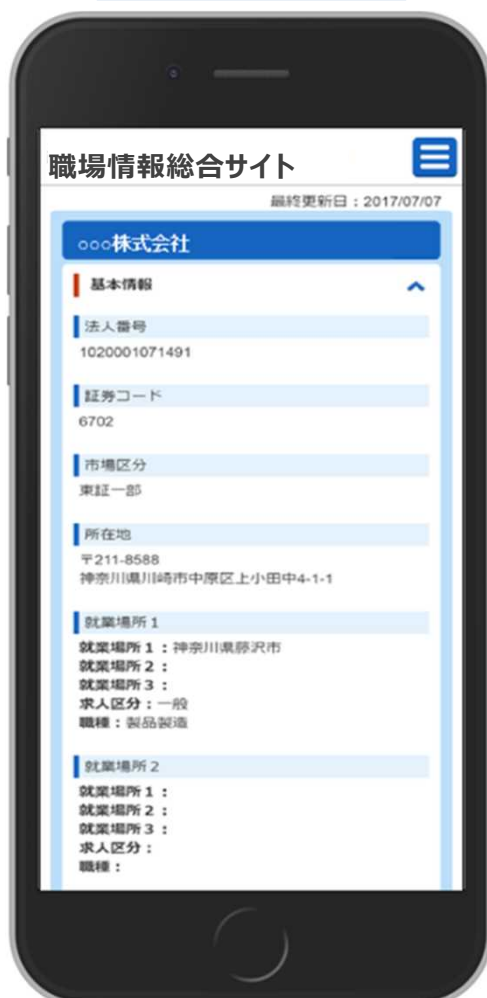 職場情報総合サイト
最終更新日：2017/07/07
○○○株式会社
基本情報
法人番号
1020001071491
証券コード
6702
市場区分
東証一部
所在地
〒211-8588
神奈川県川崎市中原区上小田中4-1-1
就業場所1
就業場所1：神奈川県藤沢市
就業場所2：
就業場所3：
求人区分：一般
職種：製品製造
就業場所2
就業場所1：
就業場所2：
就業場所3：
求人区分：
職種：